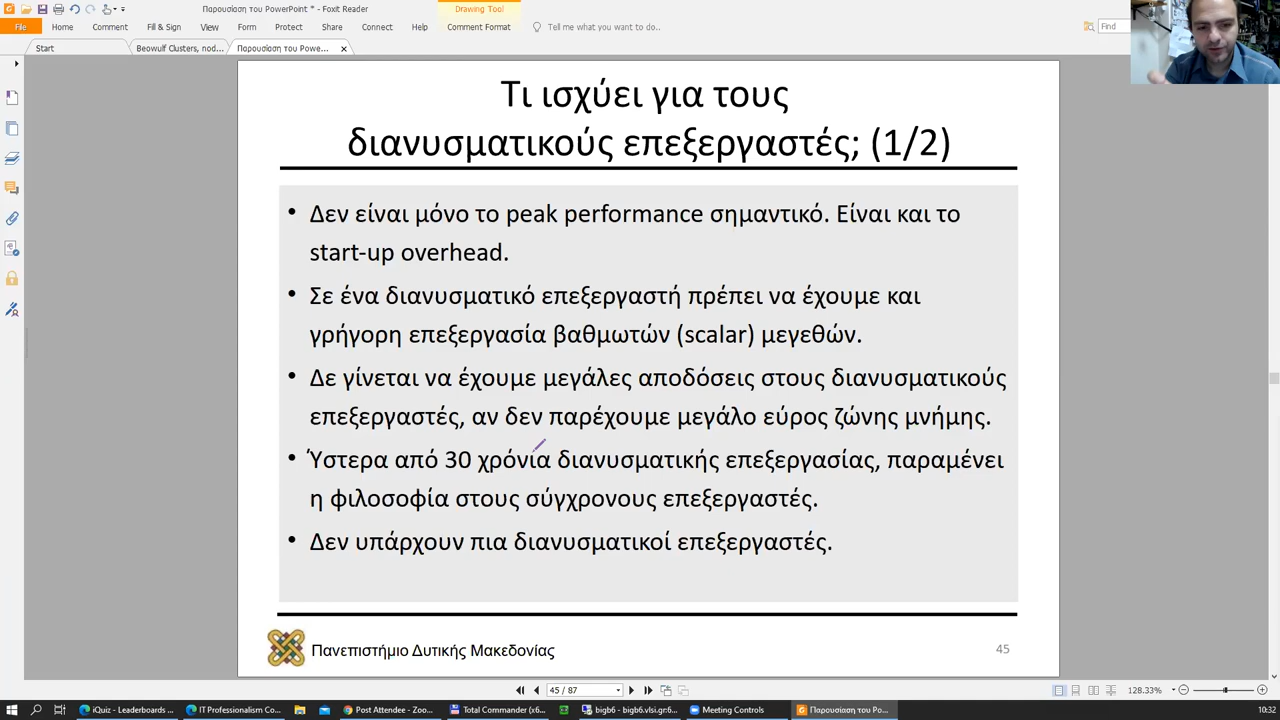 Παρουσίαση του PowerPoint * - Foxit Reader
Drawing Tool
File Home Comment Fill & Sign View Form Protect Share Connect Help Comment Format Tell me what you want to do.. Find
Start Beowulf Clusters, nod... Παρουσίαση του Powe...
Τι ισχύει για τους
διανυσματικούς επεξεργαστές; (1/2)
• Δεν είναι μόνο το peak performance σημαντικό. Είναι και το
start-up overhead.
• Σε ένα διανυσματικό επεξεργαστή πρέπει να έχουμε και
γρήγορη επεξεργασία βαθμωτών (scalar) μεγεθών.
• Δε γίνεται να έχουμε μεγάλες αποδόσεις στους διανυσματικούς
επεξεργαστές, αν δεν παρέχουμε μεγάλο εύρος ζώνης μνήμης.
• Ύστερα από 30 χρόνια διανυσματικής επεξεργασίας, παραμένει
η φιλοσοφία στους σύγχρονους επεξεργαστές.
• Δεν υπάρχουν πια διανυσματικοί επεξεργαστές.
Πανεπιστήμιο Δυτικής Μακεδονίας
45
45 / 87
128.33%
iQuiz - Leaderboards ... IT Professionalism Co... Post Attendee - Zoo... Total Commander (x6... bigb6 - bigb6.vlsi.gr:6... Meeting Controls Παρουσίαση του Po... 10:32